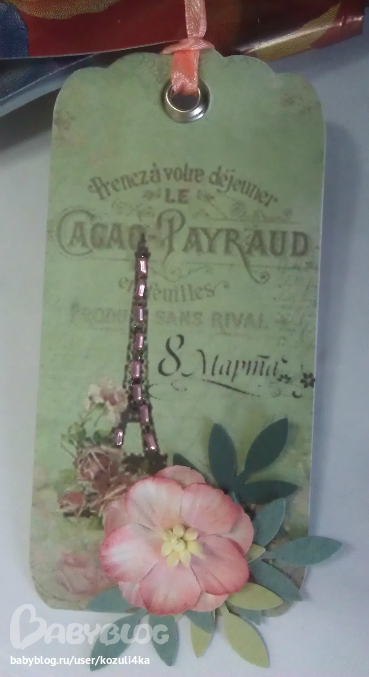 Prenez à votre déjeuner
LE
CACAO-PAYRAUD
en feuilles
PRODUIT SANS RIVAL
8 Марта
BABYBLOG
babyblog.ru/user/kozuli4ka